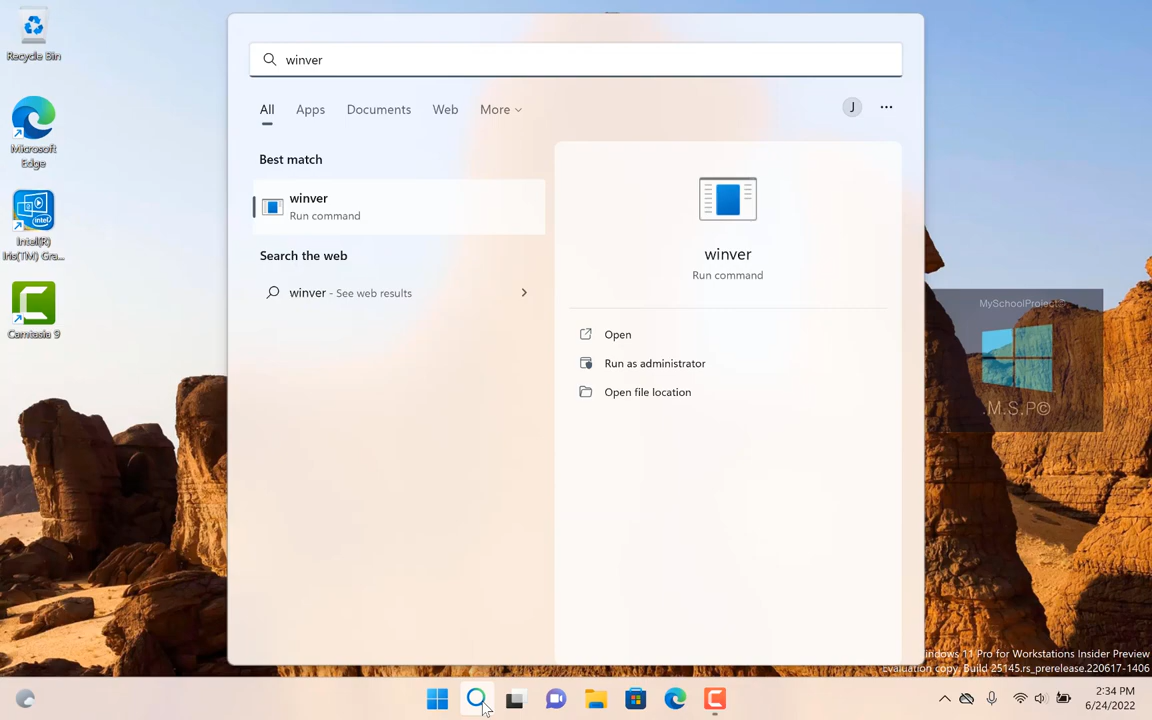 Recycle Bin
Microsoft
Edge
Intel(R)
Iris(TM) Gra...
Camtasia 9
winver
All
Apps
Documents
Web
More
J
Best match
winver
Run command
Search the web
winver - See web results
winver
Run command
Open
Run as administrator
Open file location
MySchoolProject©
.M.S.P©
indows 11 Pro for Workstations Insider Preview
Evaluation copy. Build 25145.rs_prerelease.220617-1406
2:34 PM
6/24/2022